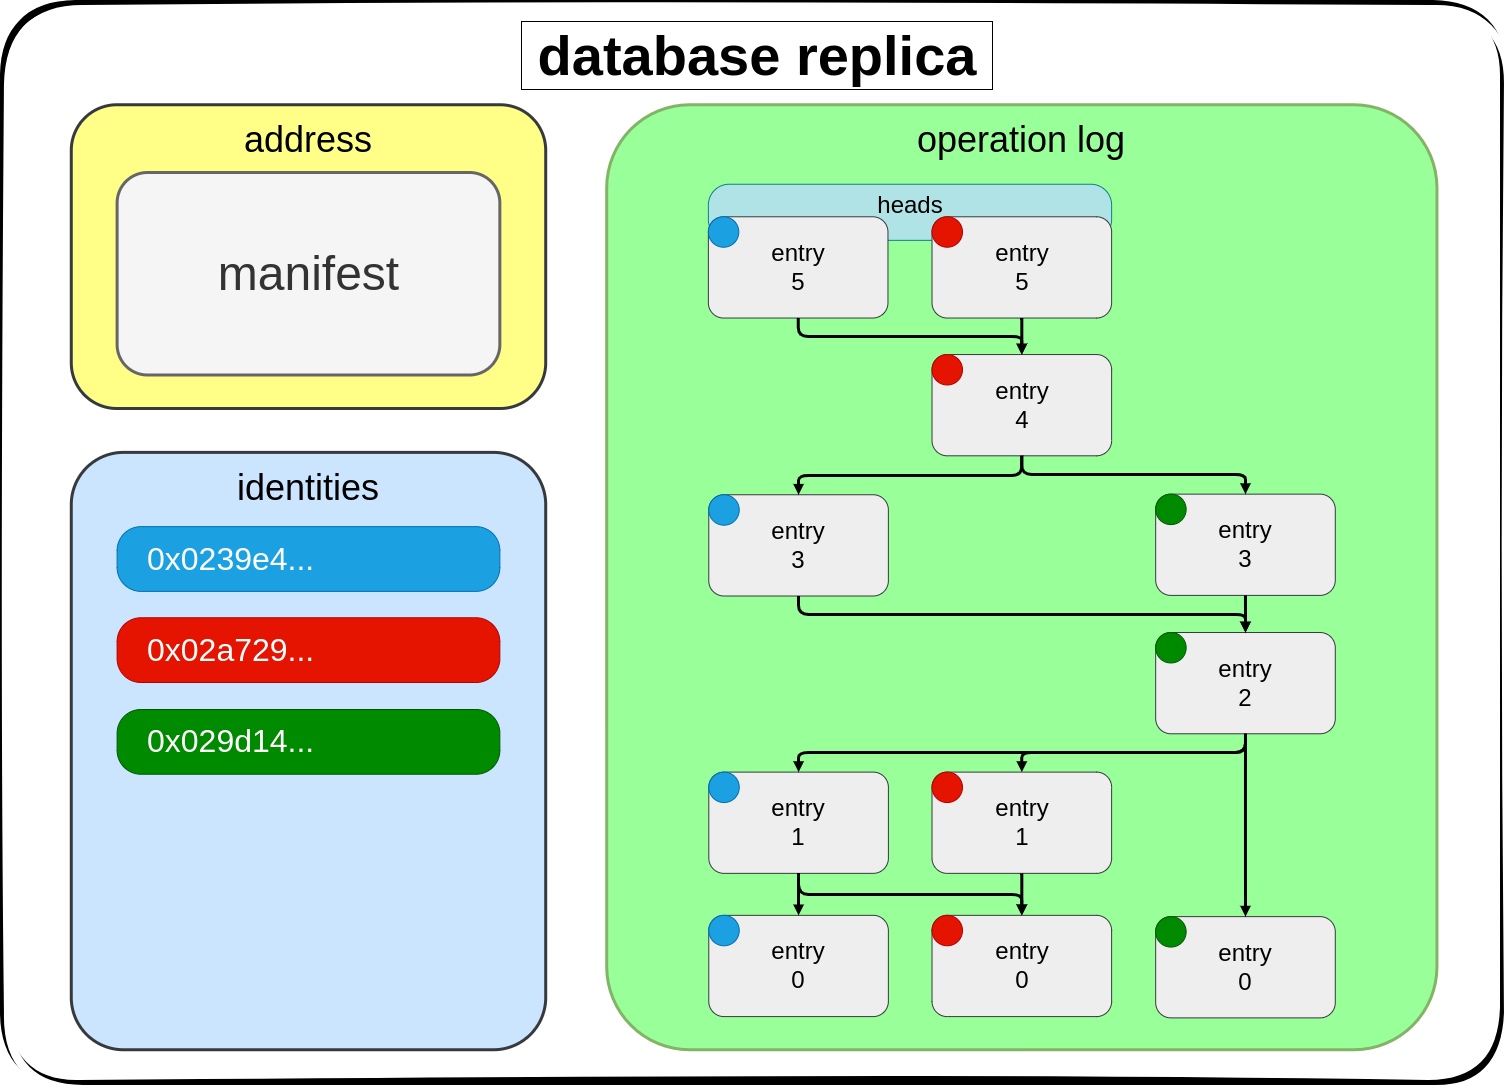 database replica
address
manifest
identities
0x0239e4...
0x02a729...
0x029d14...
operation log
heads
entry
5
entry
5
entry
4
entry
3
entry
3
entry
2
entry
1
entry
1
entry
0
entry
0
entry
0